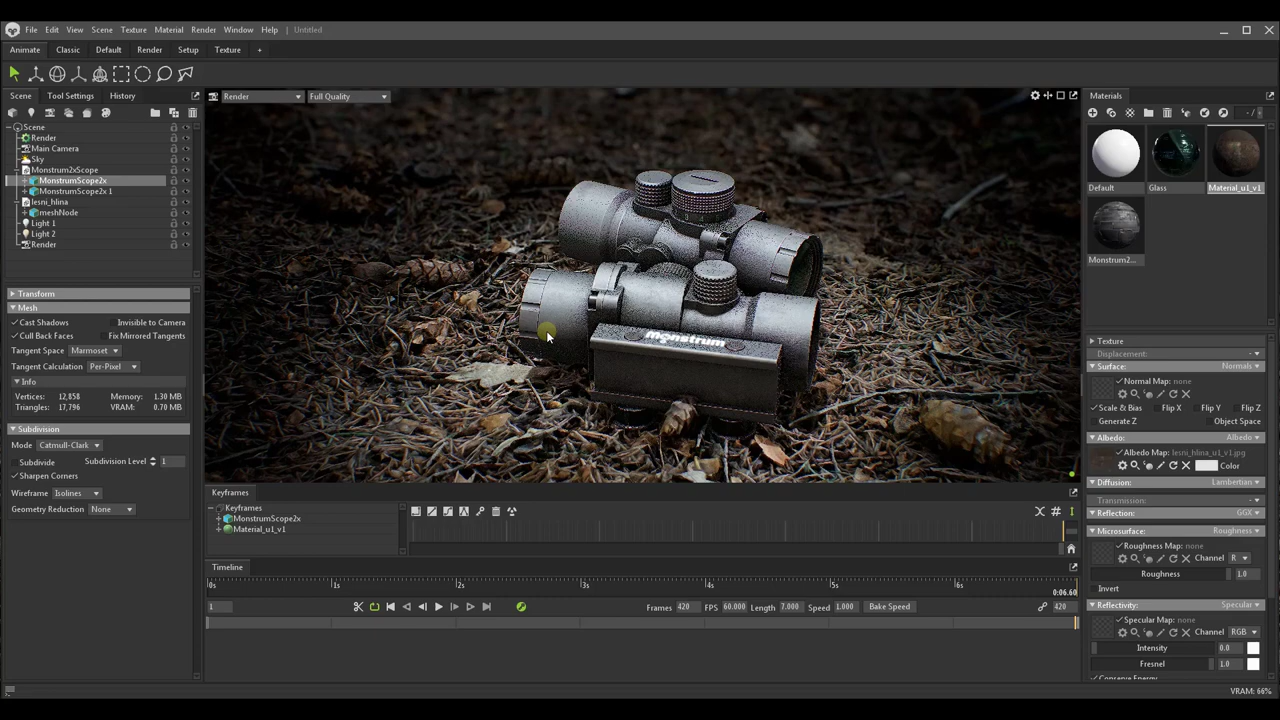 File Edit View Scene Texture Material Render Window Help Untitled
Animate Classic Default Render Setup Texture +
Scene Tool Settings History
Scene
Render
Main Camera
Sky
Monstrum2xScope
MonstrumScope2x
MonstrumScope2x 1
lesni_hlina
meshNode
Light 1
Light 2
Render
Transform
Mesh
Cast Shadows Invisible to Camera
Cull Back Faces Fix Mirrored Tangents
Tangent Space Marmoset
Tangent Calculation Per-Pixel
Info
Vertices: 12,858 Memory: 1.30 MB
Triangles: 17,796 VRAM: 0.70 MB
Subdivision
Mode Catmull-Clark
Subdivide Subdivision Level 1
Sharpen Corners
Wireframe Isolines
Geometry Reduction None
Render Full Quality
monstrum
Keyframes
Keyframes
MonstrumScope2x
Material_u1_v1
Timeline
0s 1s 2s 3s 4s 5s 6s
0:06.60
1 Frames 420 FPS 60.000 Length 7.000 Speed 1.000 Bake Speed 420
Materials
- /
Default Glass Material_u1_v1
Monstrum2...
Texture
Displacement: -
Surface: Normals
Normal Map: none
Scale & Bias Flip X Flip Y Flip Z
Generate Z Object Space
Albedo: Albedo
Albedo Map: lesni_hlina_u1_v1.jpg
Color
Diffusion: Lambertian
Transmission: -
Reflection: GGX
Microsurface: Roughness
Roughness Map: none
Channel R
Roughness 1.0
Invert
Reflectivity: Specular
Specular Map: none
Channel RGB
Intensity 0.0
Fresnel 1.0
Conserve Energy
VRAM: 66%